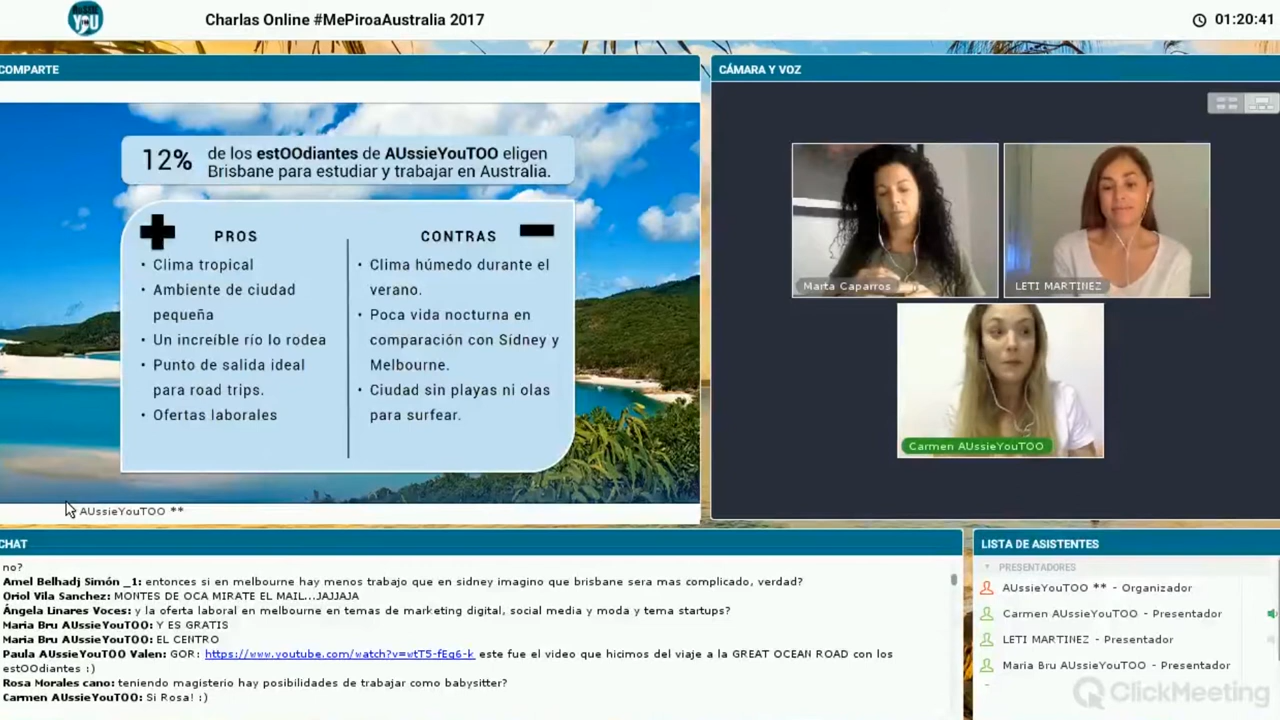 AUSSIE
YOU
Charlas Online #MePiroaAustralia 2017
01:20:41
COMPARTE
12%
de los estOOdiantes de AUssieYouTOO eligen
Brisbane para estudiar y trabajar en Australia.
PROS
• Clima tropical
• Ambiente de ciudad
pequeña
• Un increíble río lo rodea
• Punto de salida ideal
para road trips.
• Ofertas laborales
CONTRAS
• Clima húmedo durante el
verano.
• Poca vida nocturna en
comparación con Sídney y
Melbourne.
• Ciudad sin playas ni olas
para surfear.
AUssieYouTOO **
CÁMARA Y VOZ
Marta Caparros
LETI MARTINEZ
Carmen AUssieYouTOO
CHAT
no?
Amel Belhadj Simón _1: entonces si en melbourne hay menos trabajo que en sidney imagino que brisbane sera mas complicado, verdad?
Oriol Vila Sanchez: MONTES DE OCA MIRATE EL MAIL...JAJJAJA
Ángela Linares Voces: y la oferta laboral en melbourne en temas de marketing digital, social media y moda y tema startups?
Maria Bru AUssieYouTOO: Y ES GRATIS
Maria Bru AUssieYouTOO: EL CENTRO
Paula AUssieYouTOO Valen: GOR: https://www.youtube.com/watch?v=wtT5-fEq6-k este fue el video que hicimos del viaje a la GREAT OCEAN ROAD con los
estOOdiantes :)
Rosa Morales cano: teniendo magisterio hay posibilidades de trabajar como babysitter?
Carmen AUssieYouTOO: Si Rosa! :)
LISTA DE ASISTENTES
PRESENTADORES
AUssieYouTOO ** - Organizador
Carmen AUssieYouTOO - Presentador
LETI MARTINEZ - Presentador
Maria Bru AUssieYouTOO - Presentador
ClickMeeting